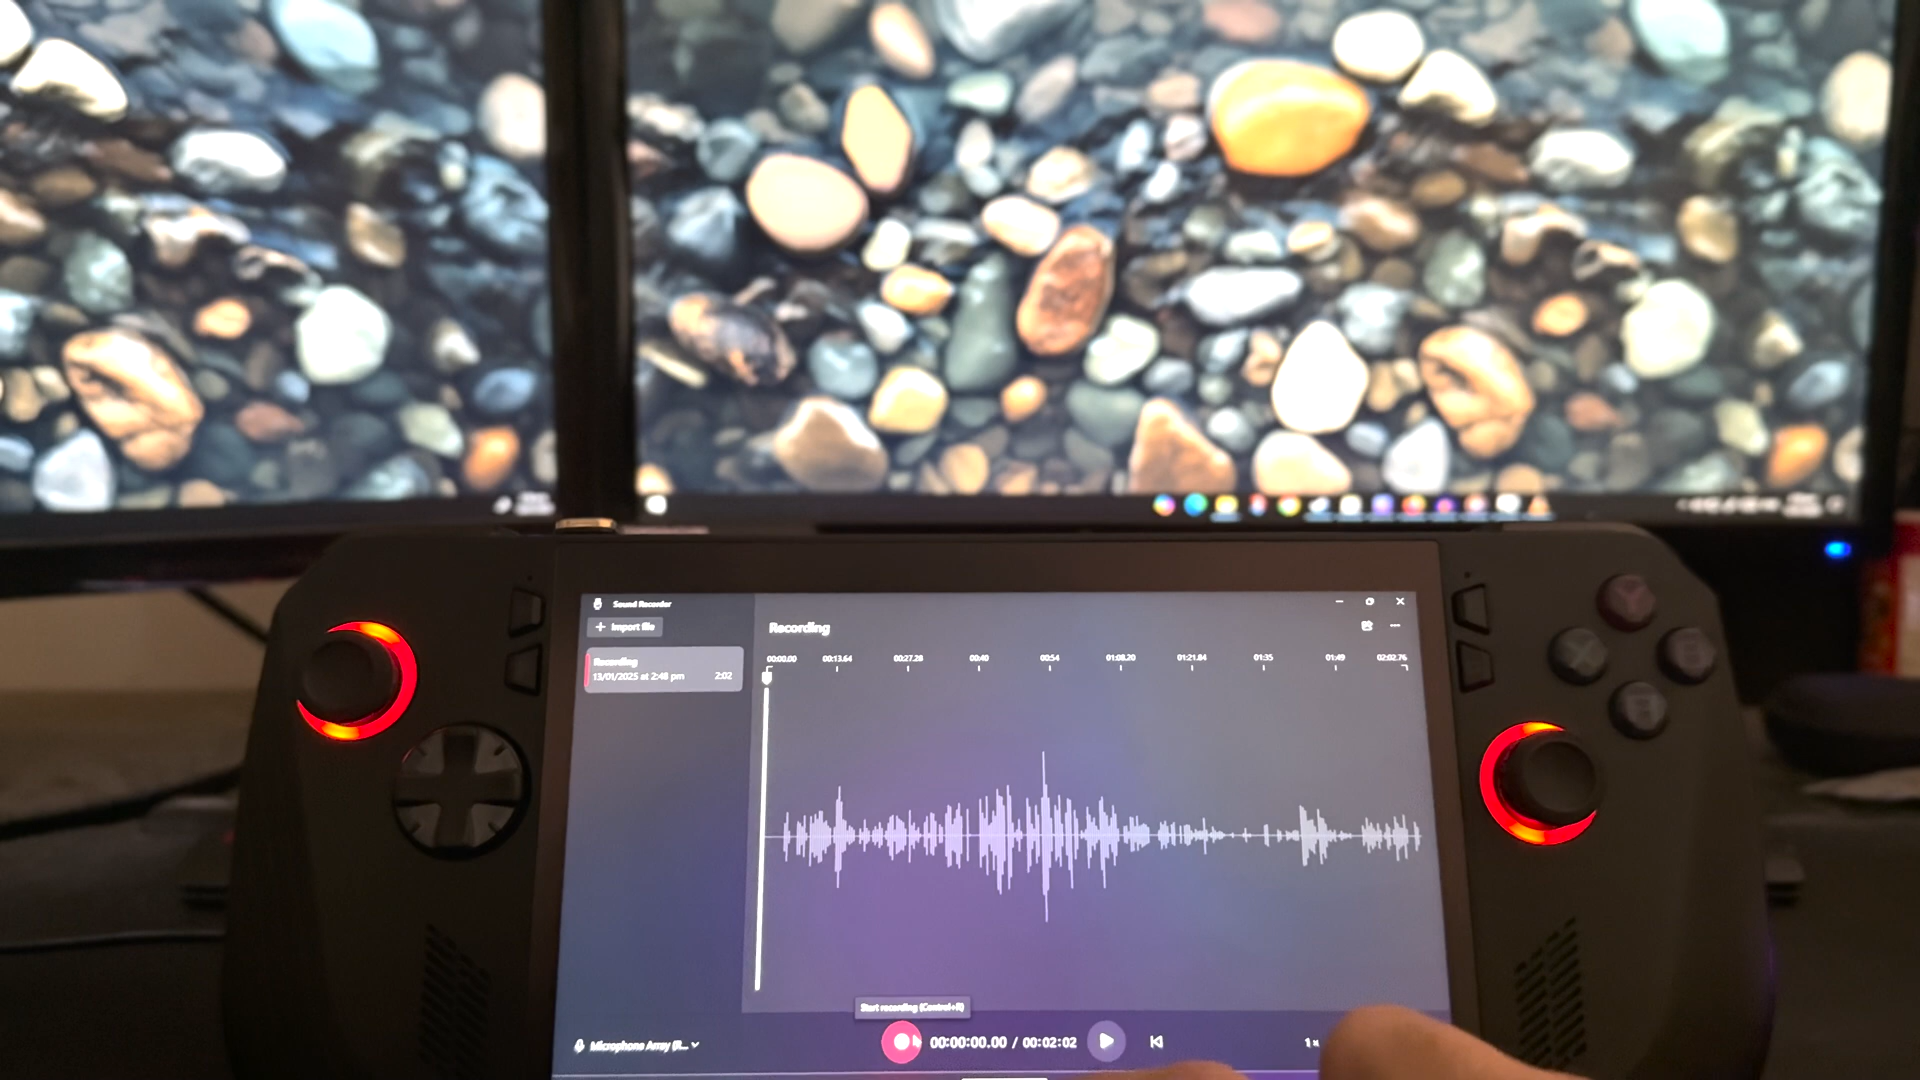 Sound Recorder
+ Import file
Recording
Recording
13/01/2025 at 2:48 pm 2:02
00:00.00 00:13.64 00:27.28 00:40 00:54 01:08.20 01:21.84 01:35 01:49 02:02.76
Start recording (Control+R)
Microphone Array (R...
00:00:00.00 / 00:02:02
1x